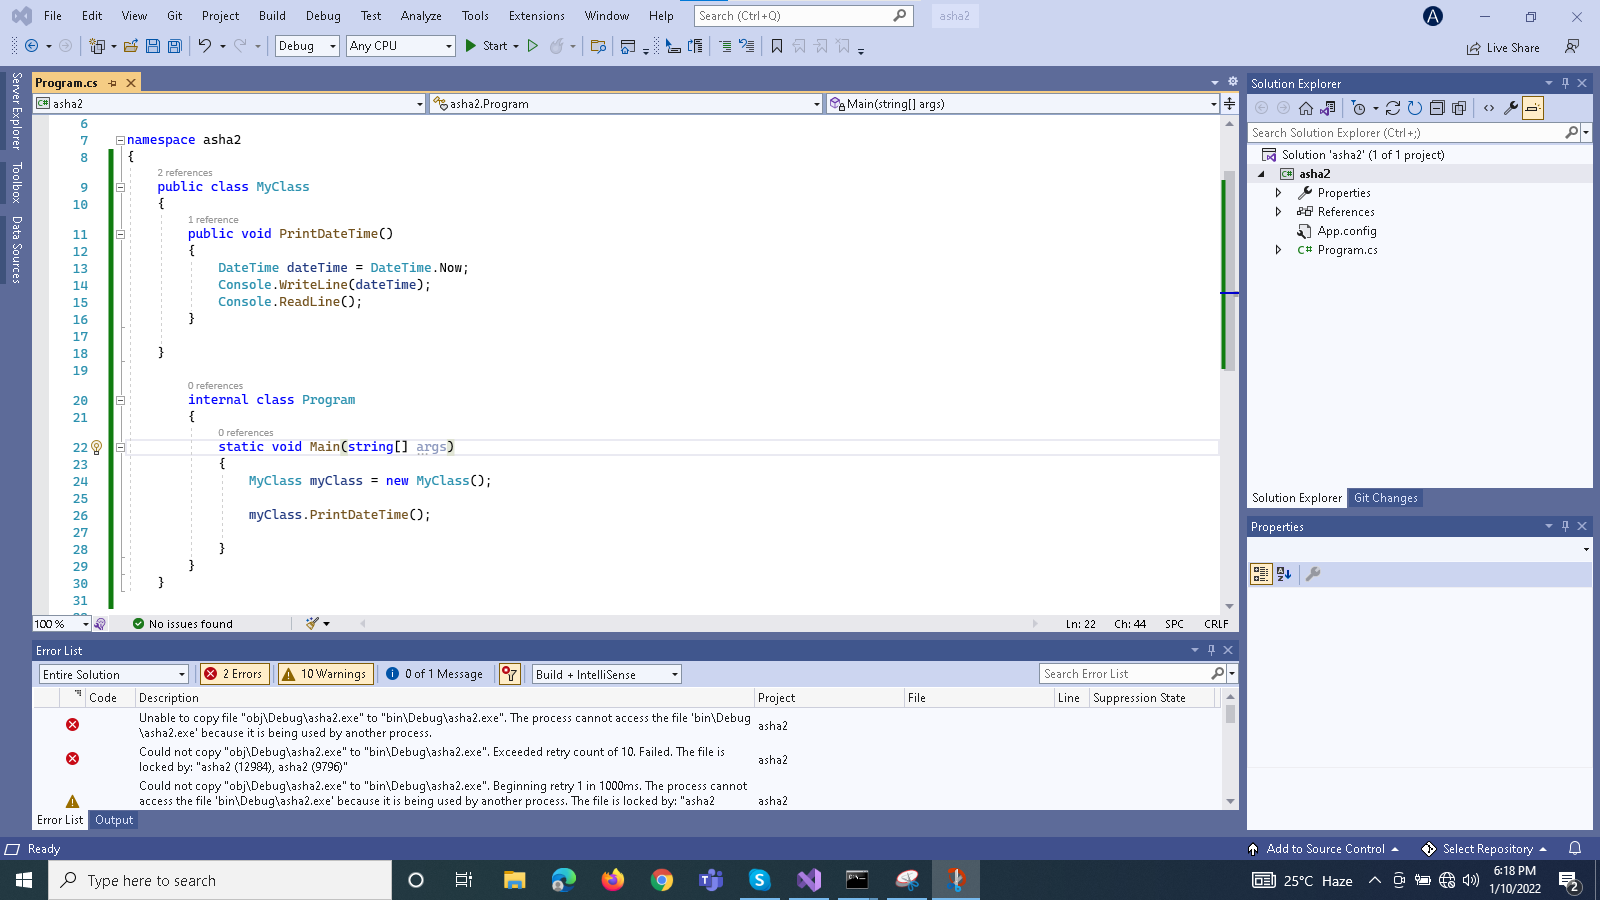 File Edit View Git Project Build Debug Test Analyze Tools Extensions Window Help Search (Ctrl+Q) asha2 A
Debug Any CPU Start Live Share
Server Explorer
Toolbox
Data Sources
Program.cs
asha2 asha2.Program Main(string[] args)
6
7 namespace asha2
8 {
2 references
9 public class MyClass
10 {
1 reference
11 public void PrintDateTime()
12 {
13 DateTime dateTime = DateTime.Now;
14 Console.WriteLine(dateTime);
15 Console.ReadLine();
16 }
17
18 }
19
0 references
20 internal class Program
21 {
0 references
22 static void Main(string[] args)
23 {
24 MyClass myClass = new MyClass();
25
26 myClass.PrintDateTime();
27
28 }
29 }
30 }
31
100 % No issues found Ln: 22 Ch: 44 SPC CRLF
Error List
Entire Solution 2 Errors 10 Warnings 0 of 1 Message Build + IntelliSense Search Error List
Code Description Project File Line Suppression State
Unable to copy file "obj\Debug\asha2.exe" to "bin\Debug\asha2.exe". The process cannot access the file 'bin\Debug
\asha2.exe' because it is being used by another process. asha2
Could not copy "obj\Debug\asha2.exe" to "bin\Debug\asha2.exe". Exceeded retry count of 10. Failed. The file is
locked by: "asha2 (12984), asha2 (9796)" asha2
Could not copy "obj\Debug\asha2.exe" to "bin\Debug\asha2.exe". Beginning retry 1 in 1000ms. The process cannot
access the file 'bin\Debug\asha2.exe' because it is being used by another process. The file is locked by: "asha2 asha2
Error List Output
Solution Explorer
Search Solution Explorer (Ctrl+;)
Solution 'asha2' (1 of 1 project)
asha2
Properties
References
App.config
C# Program.cs
Solution Explorer Git Changes
Properties
Ready Add to Source Control Select Repository
Type here to search 25°C Haze 6:18 PM
1/10/2022 2